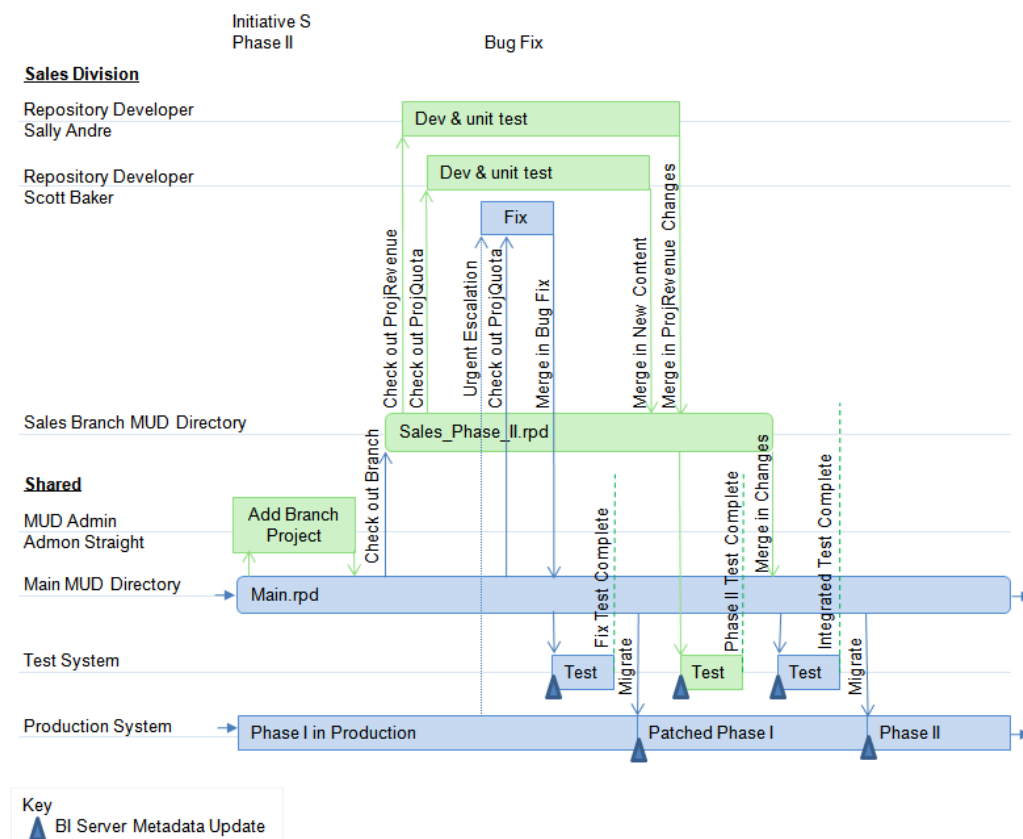 Initiative S
Phase II
Bug Fix
Sales Division
Repository Developer
Sally Andre
Dev & unit test
Repository Developer
Scott Baker
Dev & unit test
Fix
Check out ProjRevenue
Check out ProjQuota
Urgent Escalation
Check out ProjQuota
Merge in Bug Fix
Merge in New Content
Merge in ProjRevenue Changes
Sales Branch MUD Directory
Sales_Phase_II.rpd
Shared
MUD Admin
Admon Straight
Add Branch
Project
Check out Branch
Fix Test Complete
Phase II Test Complete
Merge in Changes
Integrated Test Complete
Main MUD Directory
Main.rpd
Test System
Test
Migrate
Test
Test
Migrate
Production System
Phase I in Production
Patched Phase I
Phase II
Key
BI Server Metadata Update